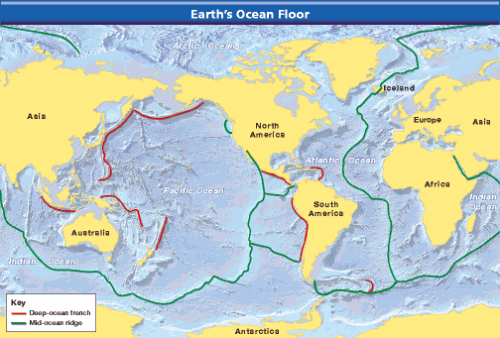 Earth's Ocean Floor
Arctic Ocean
Iceland
Asia
North
America
Europe
Asia
Atlantic Ocean
Pacific Ocean
Africa
South
America
Indian
Ocean
Australia
Indian Ocean
Key
Deep-ocean trench
Mid-ocean ridge
Antarctica